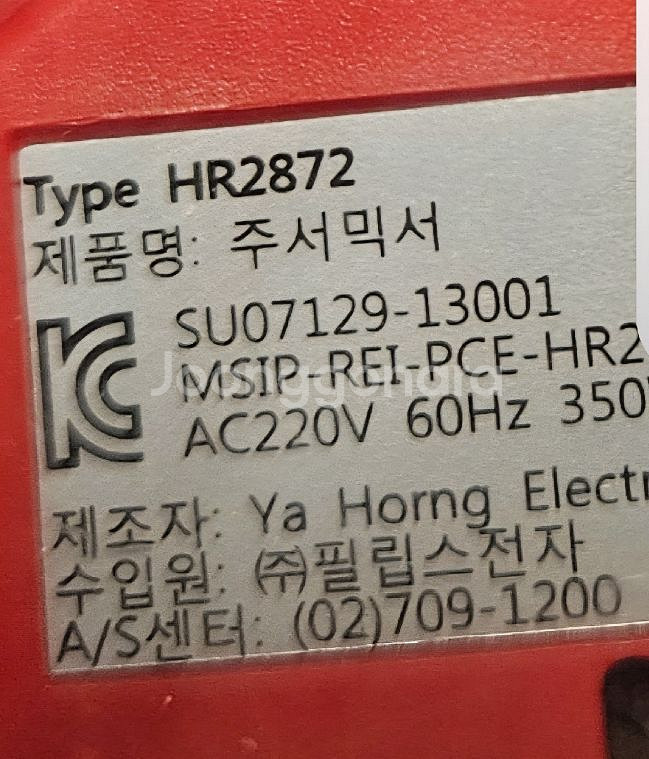 Type HR2872
제품명: 주서믹서
SU07129-13001
MSIP-REI-PCE-HR2
AC220V 60Hz 350
제조자: Ya Horng Electr
수입원: ㈜필립스전자
A/S센터: (02)709-1200
Joonggonara